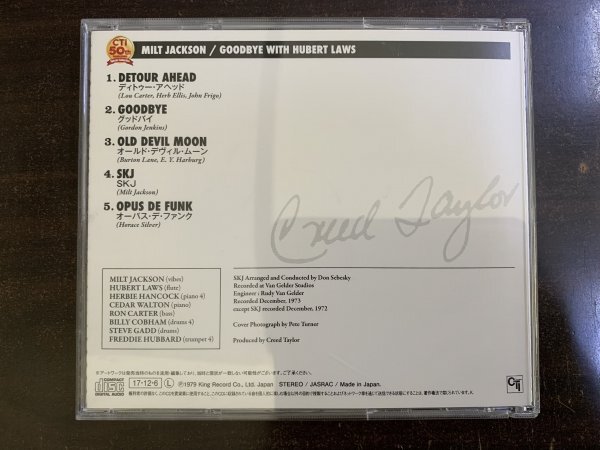 CTI
50th
MILT JACKSON / GOODBYE WITH HUBERT LAWS
1. DETOUR AHEAD
ディトゥー・アヘッド
(Lou Carter, Herb Ellis, John Frigo)
2. GOODBYE
グッドバイ
(Gordon Jenkins)
3. OLD DEVIL MOON
オールド・デヴィル・ムーン
(Burton Lane, E. Y. Harburg)
4. SKJ
SKJ
(Milt Jackson)
5. OPUS DE FUNK
オーパス・デ・ファンク
(Horace Silver)
Creed Taylor
MILT JACKSON (vibes)
HUBERT LAWS (flute)
HERBIE HANCOCK (piano 4)
CEDAR WALTON (piano)
RON CARTER (bass)
BILLY COBHAM (drums 4)
STEVE GADD (drums)
FREDDIE HUBBARD (trumpet 4)
SKJ Arranged and Conducted by Don Sebesky
Recorded at Van Gelder Studios
Engineer : Rudy Van Gelder
Recorded December, 1973
except SKJ recorded December, 1972
Cover Photograph by Pete Turner
Produced by Creed Taylor
COMPACT
disc
DIGITAL AUDIO
17·12·6 L
Ⓟ1979 King Record Co., Ltd. Japan STEREO / JASRAC / Made in Japan.
CTI